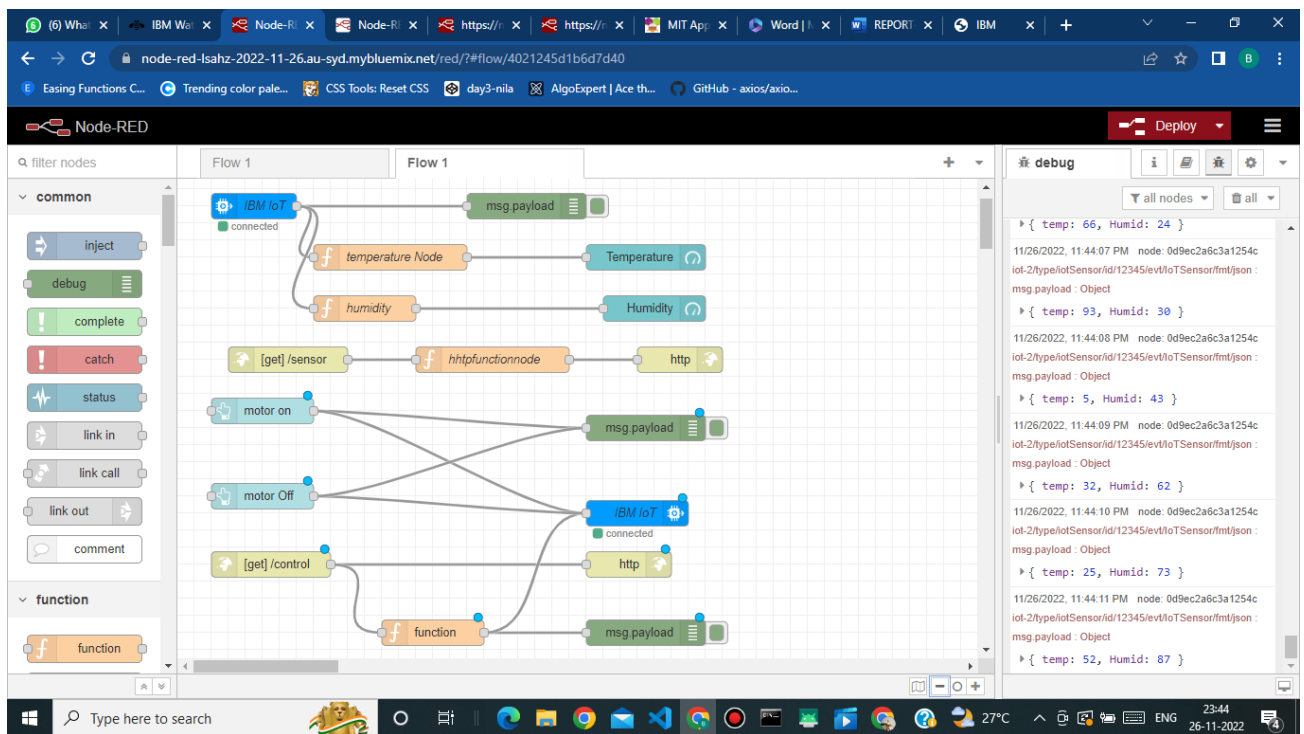 6 (6) What
IBM Wat
Node-RE
Node-RE
https://n
https://n
MIT App
Word | M
W REPORT
IBM
node-red-lsahz-2022-11-26.au-syd.mybluemix.net/red/?#flow/4021245d1b6d7d40
B
E Easing Functions C...
Trending color pale...
CSS Tools: Reset CSS
day3-nila
AlgoExpert | Ace th...
GitHub - axios/axio...
Node-RED
Deploy
filter nodes
Flow 1
Flow 1
debug
i
common
all nodes
all
inject
debug
complete
catch
status
link in
link call
link out
comment
function
f function
IBM IoT
connected
msg.payload
f temperature Node
Temperature
f humidity
Humidity
[get] /sensor
f hhtpfunctionnode
http
motor on
msg.payload
motor Off
IBM IoT
connected
[get] /control
http
f function
msg.payload
{ temp: 66, Humid: 24 }
11/26/2022, 11:44:07 PM node: 0d9ec2a6c3a1254c
iot-2/type/iotSensor/id/12345/evt/IoTSensor/fmt/json :
msg.payload : Object
{ temp: 93, Humid: 30 }
11/26/2022, 11:44:08 PM node: 0d9ec2a6c3a1254c
iot-2/type/iotSensor/id/12345/evt/IoTSensor/fmt/json :
msg.payload : Object
{ temp: 5, Humid: 43 }
11/26/2022, 11:44:09 PM node: 0d9ec2a6c3a1254c
iot-2/type/iotSensor/id/12345/evt/IoTSensor/fmt/json :
msg.payload : Object
{ temp: 32, Humid: 62 }
11/26/2022, 11:44:10 PM node: 0d9ec2a6c3a1254c
iot-2/type/iotSensor/id/12345/evt/IoTSensor/fmt/json :
msg.payload : Object
{ temp: 25, Humid: 73 }
11/26/2022, 11:44:11 PM node: 0d9ec2a6c3a1254c
iot-2/type/iotSensor/id/12345/evt/IoTSensor/fmt/json :
msg.payload : Object
{ temp: 52, Humid: 87 }
Type here to search
27°C
ENG
23:44
26-11-2022
4